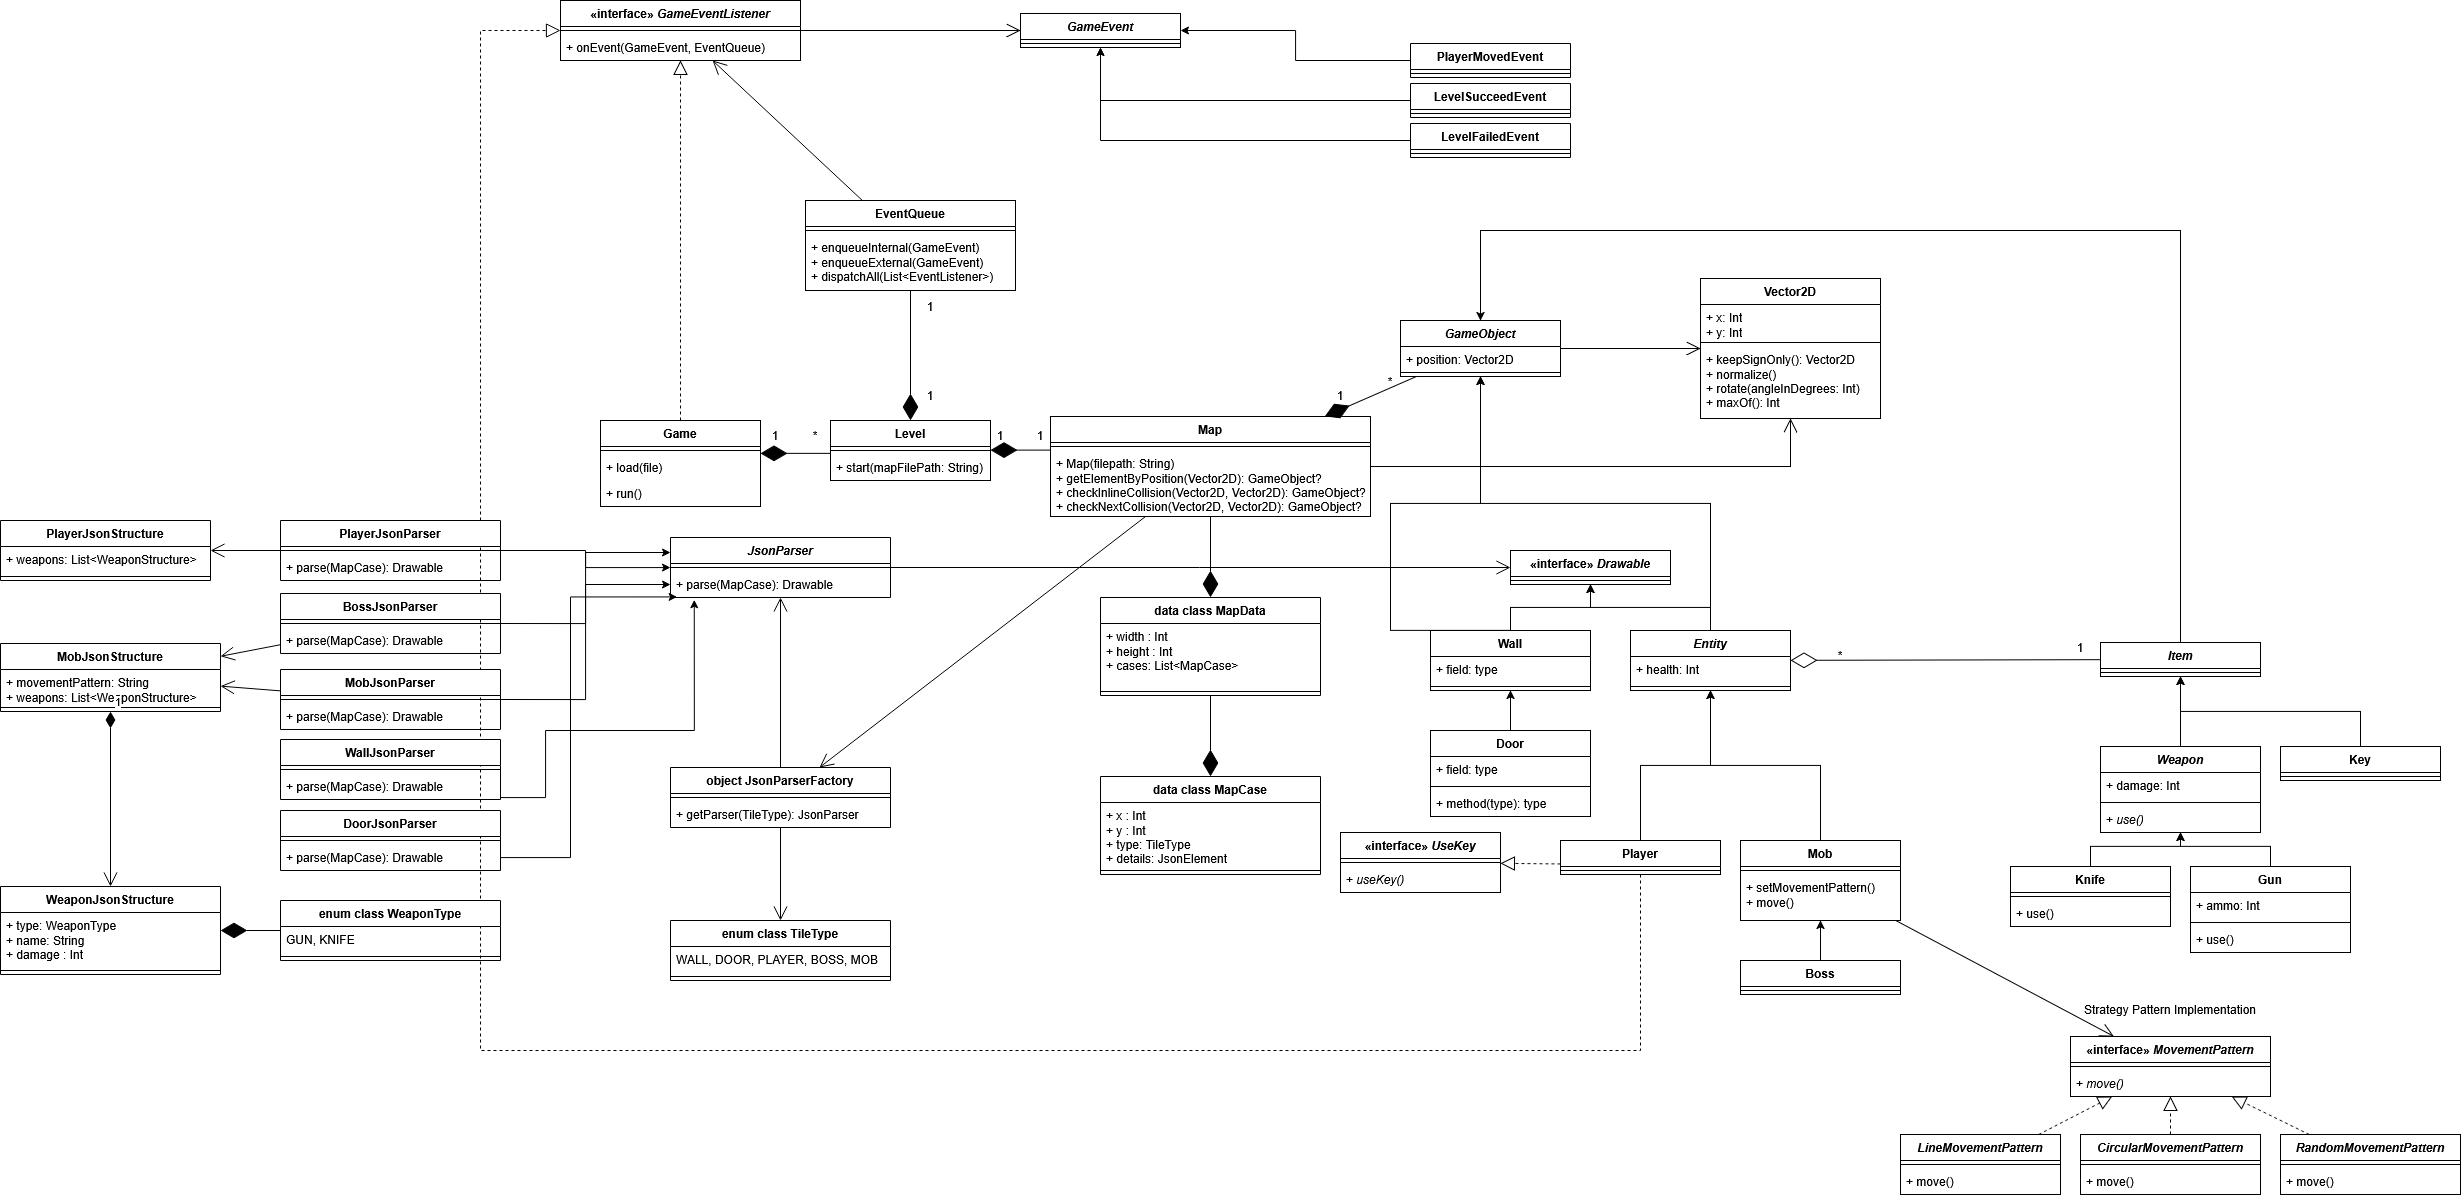 «interface» GameEventListener
+ onEvent(GameEvent, EventQueue)
GameEvent
PlayerMovedEvent
LevelSucceedEvent
LevelFailedEvent
EventQueue
+ enqueueInternal(GameEvent)
+ enqueueExternal(GameEvent)
+ dispatchAll(List<EventListener>)
1
1
Vector2D
+ x: Int
+ y: Int
+ keepSignOnly(): Vector2D
+ normalize()
+ rotate(angleInDegrees: Int)
+ maxOf(): Int
GameObject
+ position: Vector2D
*
1
Game
+ load(file)
+ run()
1
*
Level
+ start(mapFilePath: String)
1
1
Map
+ Map(filepath: String)
+ getElementByPosition(Vector2D): GameObject?
+ checkInlineCollision(Vector2D, Vector2D): GameObject?
+ checkNextCollision(Vector2D, Vector2D): GameObject?
PlayerJsonStructure
+ weapons: List<WeaponStructure>
PlayerJsonParser
+ parse(MapCase): Drawable
JsonParser
+ parse(MapCase): Drawable
«interface» Drawable
BossJsonParser
+ parse(MapCase): Drawable
data class MapData
+ width : Int
+ height : Int
+ cases: List<MapCase>
Wall
+ field: type
Entity
+ health: Int
*
1
Item
MobJsonStructure
+ movementPattern: String
+ weapons: List<WeaponStructure>
1
MobJsonParser
+ parse(MapCase): Drawable
WallJsonParser
+ parse(MapCase): Drawable
DoorJsonParser
+ parse(MapCase): Drawable
object JsonParserFactory
+ getParser(TileType): JsonParser
data class MapCase
+ x : Int
+ y : Int
+ type: TileType
+ details: JsonElement
Door
+ field: type
+ method(type): type
Weapon
+ damage: Int
+ use()
Key
«interface» UseKey
+ useKey()
Player
Mob
+ setMovementPattern()
+ move()
Knife
+ use()
Gun
+ ammo: Int
+ use()
WeaponJsonStructure
+ type: WeaponType
+ name: String
+ damage : Int
enum class WeaponType
GUN, KNIFE
enum class TileType
WALL, DOOR, PLAYER, BOSS, MOB
Boss
Strategy Pattern Implementation
«interface» MovementPattern
+ move()
LineMovementPattern
+ move()
CircularMovementPattern
+ move()
RandomMovementPattern
+ move()